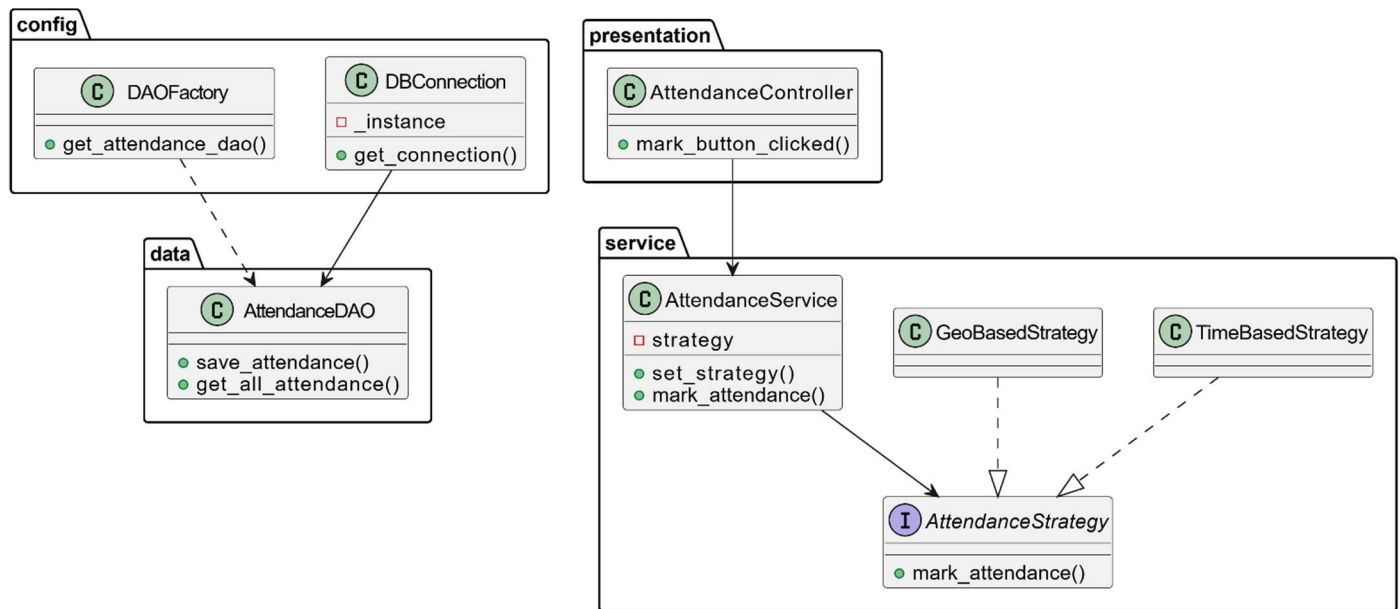 config
C DAOFactory
get_attendance_dao()
C DBConnection
_instance
get_connection()
data
C AttendanceDAO
save_attendance()
get_all_attendance()
presentation
C AttendanceController
mark_button_clicked()
service
C AttendanceService
strategy
set_strategy()
mark_attendance()
C GeoBasedStrategy
C TimeBasedStrategy
I AttendanceStrategy
mark_attendance()